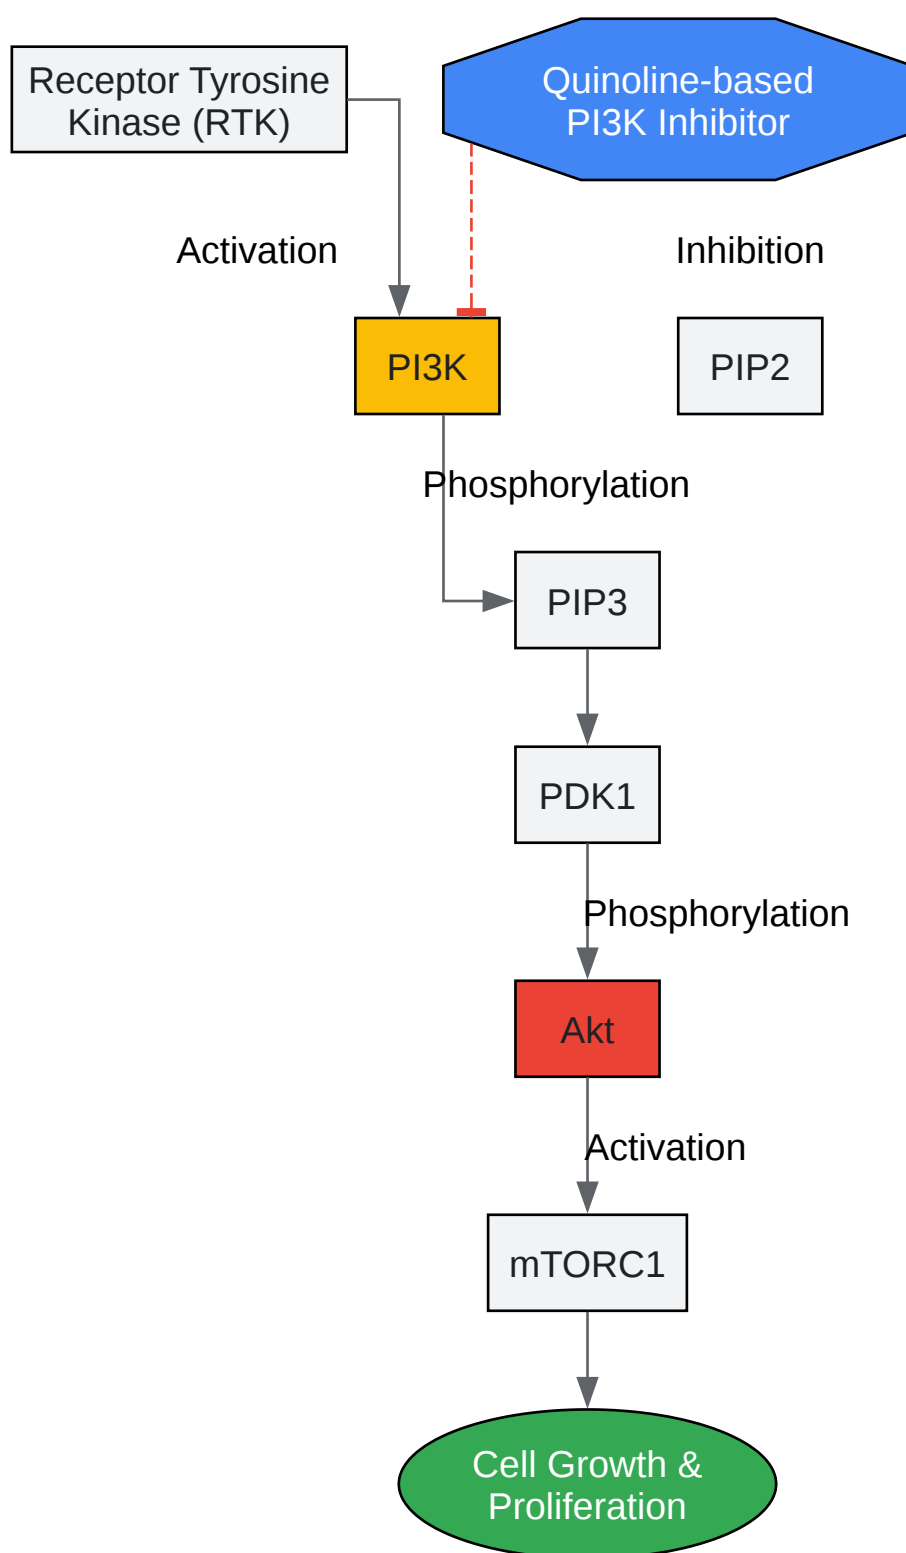 Receptor Tyrosine
Kinase (RTK)
Quinoline-based
PI3K Inhibitor
Activation
Inhibition
PI3K
PIP2
Phosphorylation
PIP3
PDK1
Phosphorylation
Akt
Activation
mTORC1
Cell Growth &
Proliferation